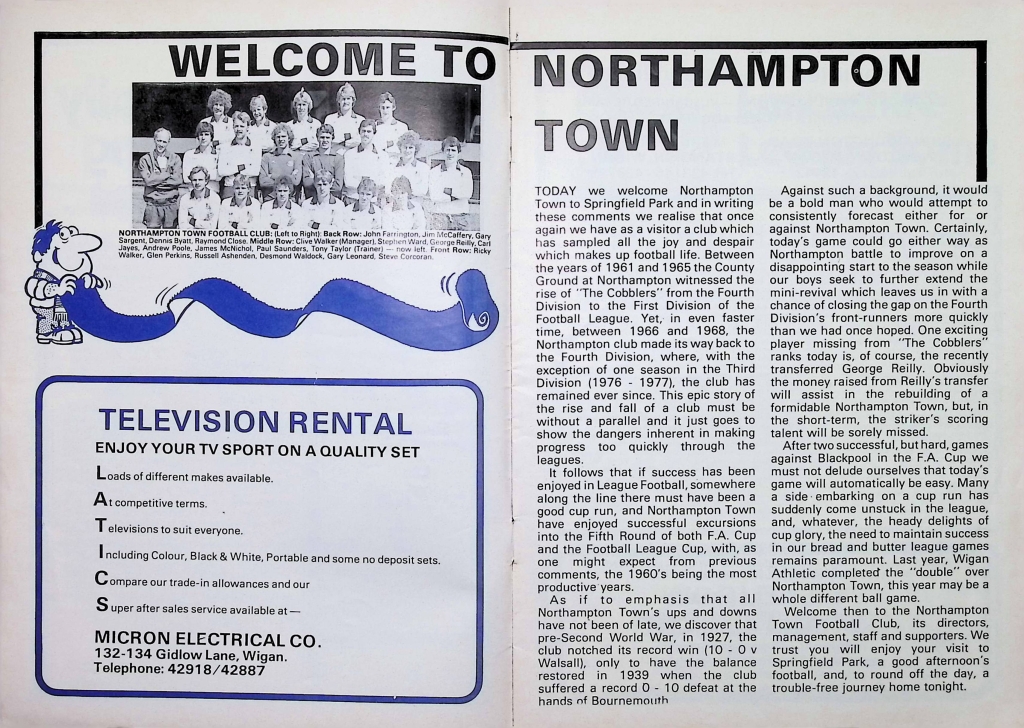 WELCOME TO
NORTHAMPTON TOWN FOOTBALL CLUB: (Left to Right): Back Row: John Farrington, Jim McCaffery, Gary
Sargent, Dennis Byatt, Raymond Close. Middle Row: Clive Walker (Manager), Stephen Ward, George Reilly, Carl
Jayes, Andrew Poole, James McNichol, Paul Saunders, Tony Taylor (Trainer) — now left. Front Row: Ricky
Walker, Glen Perkins, Russell Ashenden, Desmond Waldock, Gary Leonard, Steve Corcoran.
TELEVISION RENTAL
ENJOY YOUR TV SPORT ON A QUALITY SET
Loads of different makes available.
At competitive terms.
Televisions to suit everyone.
Including Colour, Black & White, Portable and some no deposit sets.
Compare our trade-in allowances and our
Super after sales service available at —
MICRON ELECTRICAL CO.
132-134 Gidlow Lane, Wigan.
Telephone: 42918/42887
NORTHAMPTON
TOWN
TODAY we welcome Northampton
Town to Springfield Park and in writing
these comments we realise that once
again we have as a visitor a club which
has sampled all the joy and despair
which makes up football life. Between
the years of 1961 and 1965 the County
Ground at Northampton witnessed the
rise of "The Cobblers" from the Fourth
Division to the First Division of the
Football League. Yet, in even faster
time, between 1966 and 1968, the
Northampton club made its way back to
the Fourth Division, where, with the
exception of one season in the Third
Division (1976 - 1977), the club has
remained ever since. This epic story of
the rise and fall of a club must be
without a parallel and it just goes to
show the dangers inherent in making
progress too quickly through the
leagues.
It follows that if success has been
enjoyed in League Football, somewhere
along the line there must have been a
good cup run, and Northampton Town
have enjoyed successful excursions
into the Fifth Round of both F.A. Cup
and the Football League Cup, with, as
one might expect from previous
comments, the 1960's being the most
productive years.
As if to emphasis that all
Northampton Town's ups and downs
have not been of late, we discover that
pre-Second World War, in 1927, the
club notched its record win (10 - 0 v
Walsall), only to have the balance
restored in 1939 when the club
suffered a record 0 - 10 defeat at the
hands of Bournemouth
Against such a background, it would
be a bold man who would attempt to
consistently forecast either for or
against Northampton Town. Certainly,
today's game could go either way as
Northampton battle to improve on a
disappointing start to the season while
our boys seek to further extend the
mini-revival which leaves us in with a
chance of closing the gap on the Fourth
Division's front-runners more quickly
than we had once hoped. One exciting
player missing from "The Cobblers"
ranks today is, of course, the recently
transferred George Reilly. Obviously
the money raised from Reilly's transfer
will assist in the rebuilding of a
formidable Northampton Town, but, in
the short-term, the striker's scoring
talent will be sorely missed.
After two successful, but hard, games
against Blackpool in the F.A. Cup we
must not delude ourselves that today's
game will automatically be easy. Many
a side embarking on a cup run has
suddenly come unstuck in the league,
and, whatever, the heady delights of
cup glory, the need to maintain success
in our bread and butter league games
remains paramount. Last year, Wigan
Athletic completed the "double" over
Northampton Town, this year may be a
whole different ball game.
Welcome then to the Northampton
Town Football Club, its directors,
management, staff and supporters. We
trust you will enjoy your visit to
Springfield Park, a good afternoon's
football, and, to round off the day, a
trouble-free journey home tonight.